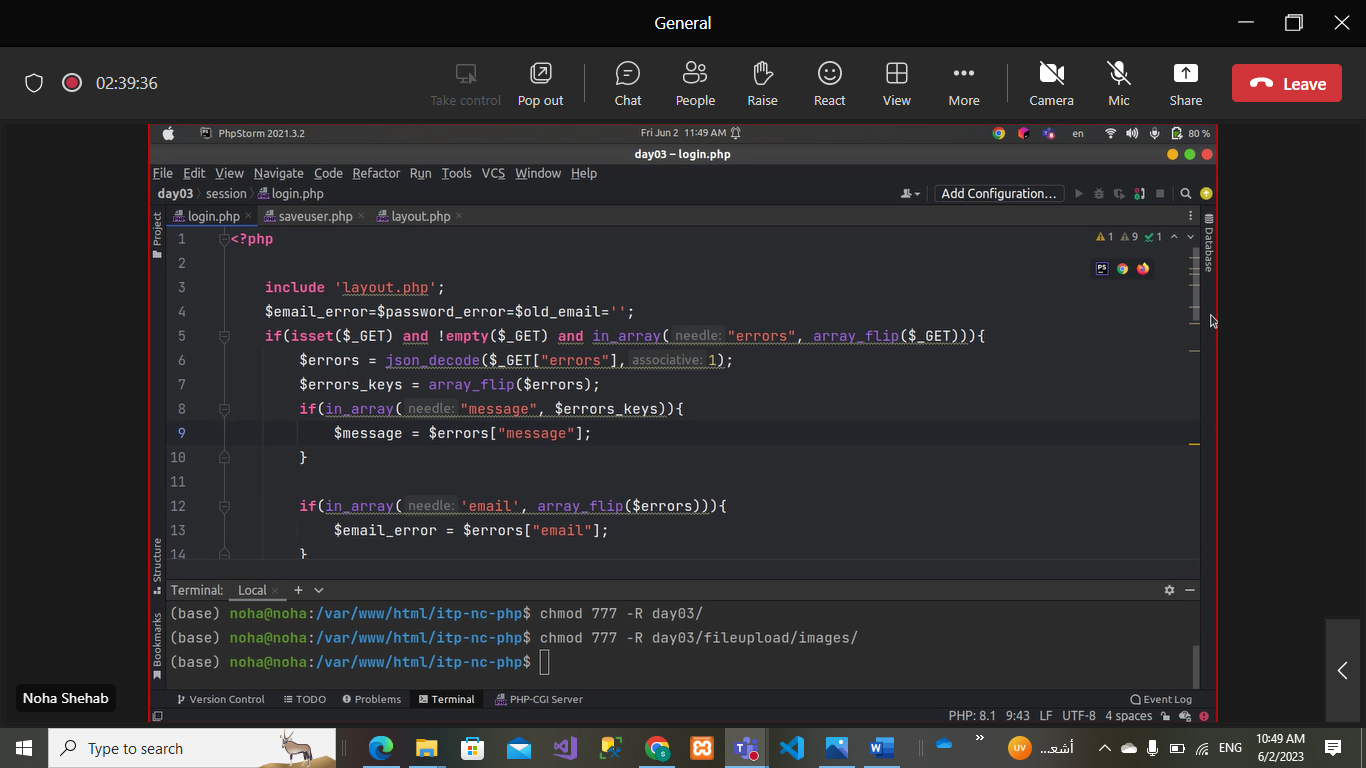 General
02:39:36
Take control
Pop out
Chat
People
Raise
React
View
More
Camera
Mic
Share
Leave
PhpStorm 2021.3.2
Fri Jun 2 11:49 AM
en
80 %
day03 – login.php
File Edit View Navigate Code Refactor Run Tools VCS Window Help
day03 session login.php
Add Configuration...
login.php saveuser.php layout.php
Project
Database
1 9 1
PS
1 <?php
2
3 include 'layout.php';
4 $email_error=$password_error=$old_email='';
5 if(isset($_GET) and !empty($_GET) and in_array( needle: "errors", array_flip($_GET))){
6 $errors = json_decode($_GET["errors"], associative: 1);
7 $errors_keys = array_flip($errors);
8 if(in_array( needle: "message", $errors_keys)){
9 $message = $errors["message"];
10 }
11
12 if(in_array( needle: 'email', array_flip($errors))){
13 $email_error = $errors["email"];
14 }
Structure
Bookmarks
Terminal: Local
(base) noha@noha:/var/www/html/itp-nc-php$ chmod 777 -R day03/
(base) noha@noha:/var/www/html/itp-nc-php$ chmod 777 -R day03/fileupload/images/
(base) noha@noha:/var/www/html/itp-nc-php$
Noha Shehab
Version Control TODO Problems Terminal PHP-CGI Server Event Log
PHP: 8.1 9:43 LF UTF-8 4 spaces
Type to search
UV
أشع...
ENG
10:49 AM
6/2/2023